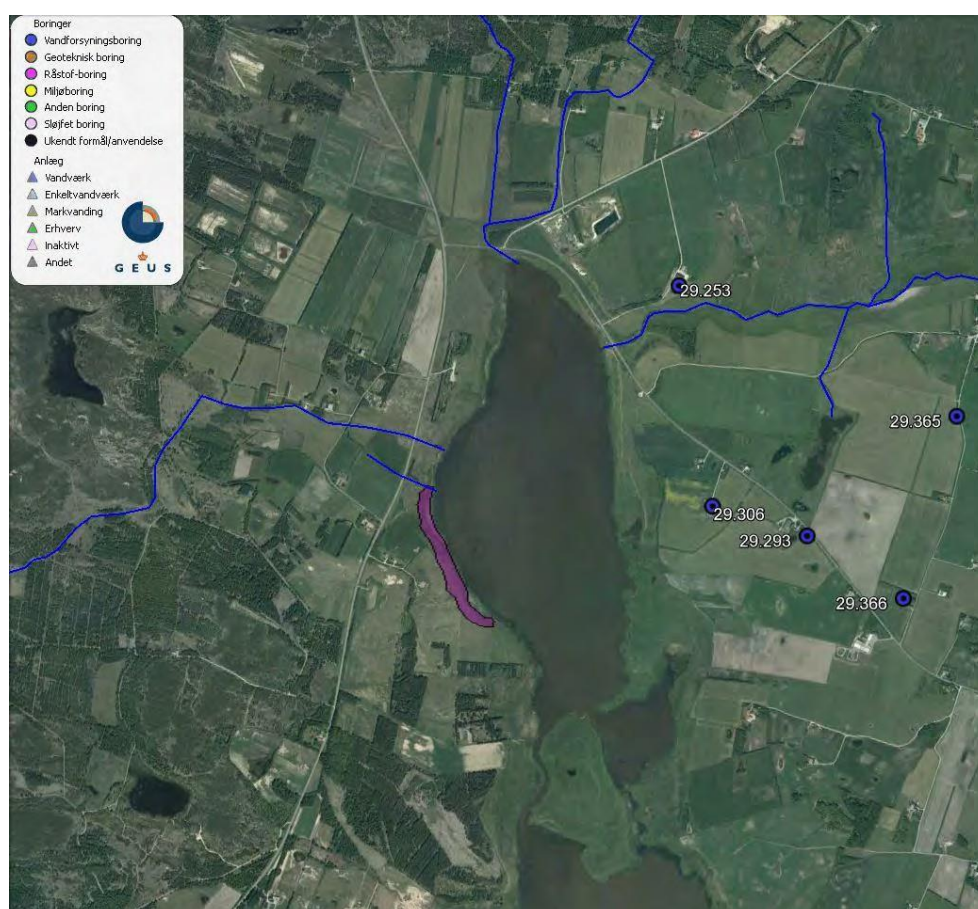 Boringer
Vandforsyningsboring
Geoteknisk boring
Råstof-boring
Miljøboring
Anden boring
Sløjfet boring
Ukendt formål/anvendelse
Anlæg
Vandværk
Enkeltvandværk
Markvanding
Erhverv
Inaktivt
Andet
GEUS
29.253
29.365
29.306
29.293
29.366